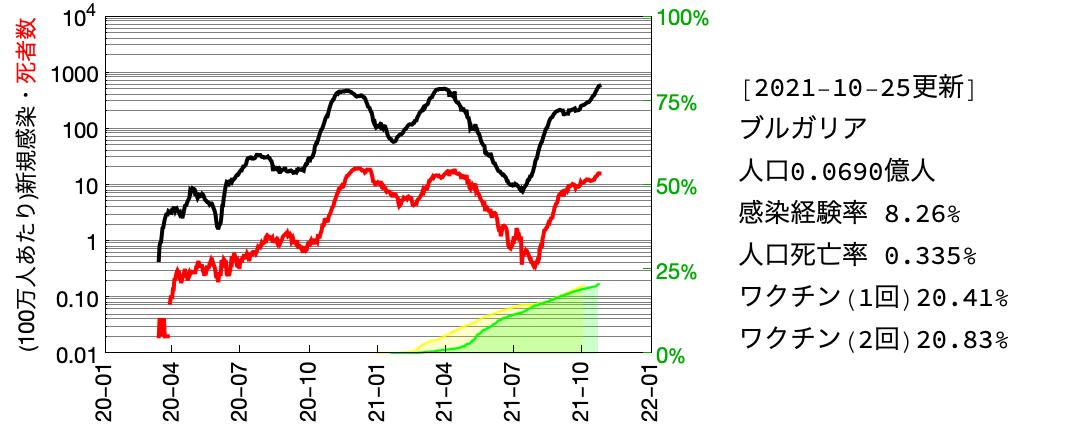 (100万人あたり)新規感染・死者数
10^4
1000
100
10
1
0.10
0.01
100%
75%
50%
25%
0%
20-01
20-04
20-07
20-10
21-01
21-04
21-07
21-10
22-01
[2021-10-25更新]
ブルガリア
人口0.0690億人
感染経験率 8.26%
人口死亡率 0.335%
ワクチン(1回)20.41%
ワクチン(2回)20.83%